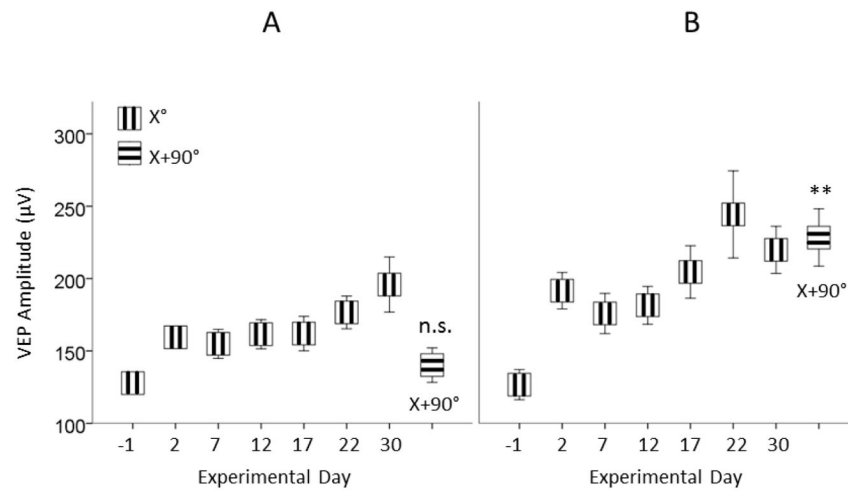 A
B
X°
X+90°
300
250
200
150
100
VEP Amplitude (µV)
n.s.
X+90°
**
X+90°
-1 2 7 12 17 22 30
-1 2 7 12 17 22 30
Experimental Day
Experimental Day